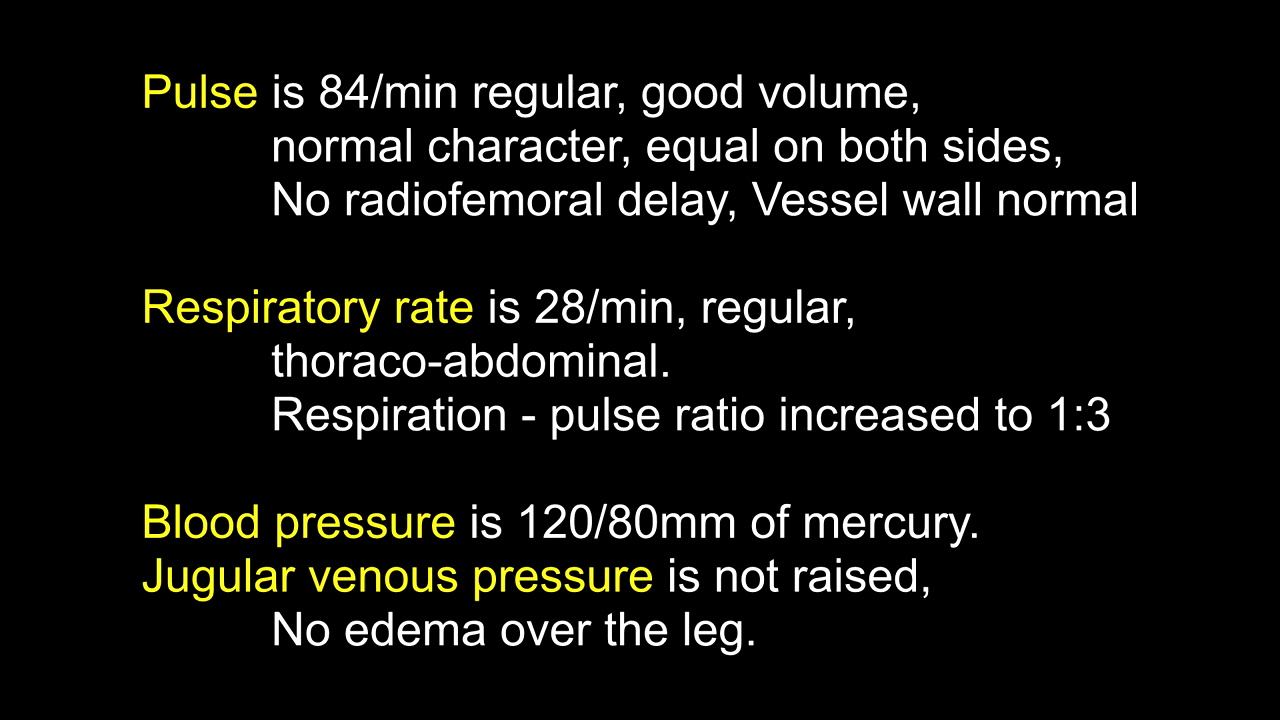 Pulse is 84/min regular, good volume,
normal character, equal on both sides,
No radiofemoral delay, Vessel wall normal
Respiratory rate is 28/min, regular,
thoraco-abdominal.
Respiration - pulse ratio increased to 1:3
Blood pressure is 120/80mm of mercury.
Jugular venous pressure is not raised,
No edema over the leg.